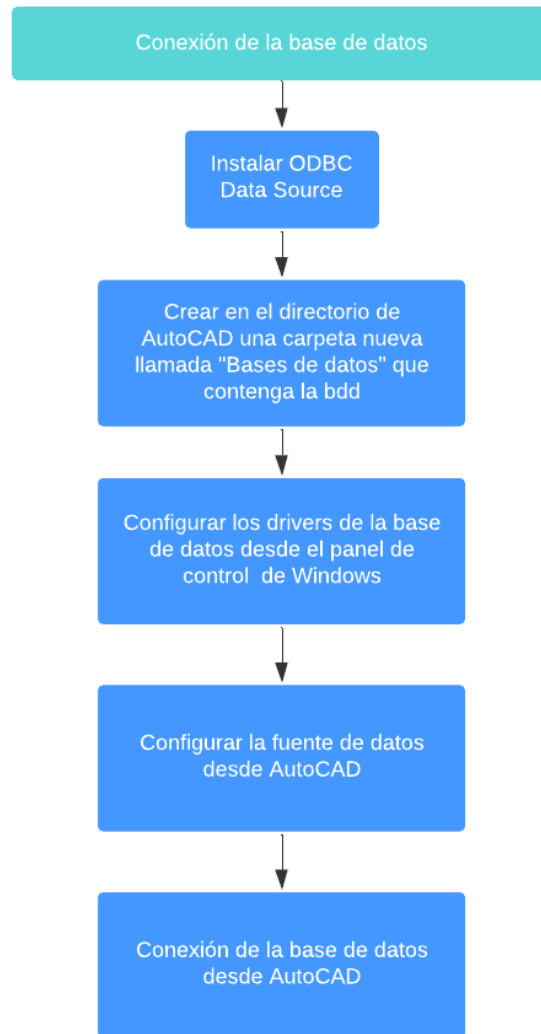 Conexión de la base de datos
Instalar ODBC
Data Source
Crear en el directorio de
AutoCAD una carpeta nueva
llamada "Bases de datos" que
contenga la bdd
Configurar los drivers de la base
de datos desde el panel de
control  de Windows
Configurar la fuente de datos
desde AutoCAD
Conexión de la base de datos
desde AutoCAD